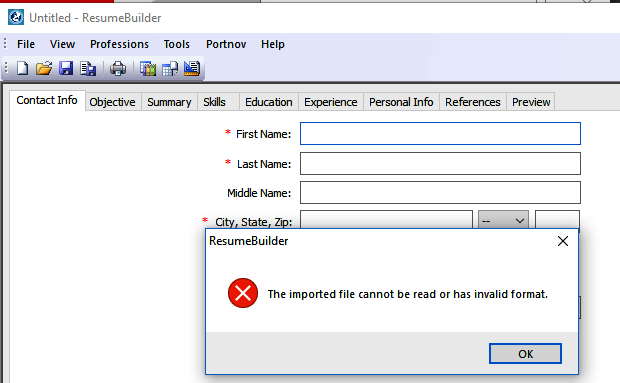 Untitled - ResumeBuilder
File View Professions Tools Portnov Help
Contact Info Objective Summary Skills Education Experience Personal Info References Preview
* First Name:
* Last Name:
Middle Name:
* City, State, Zip: --
ResumeBuilder
The imported file cannot be read or has invalid format.
OK